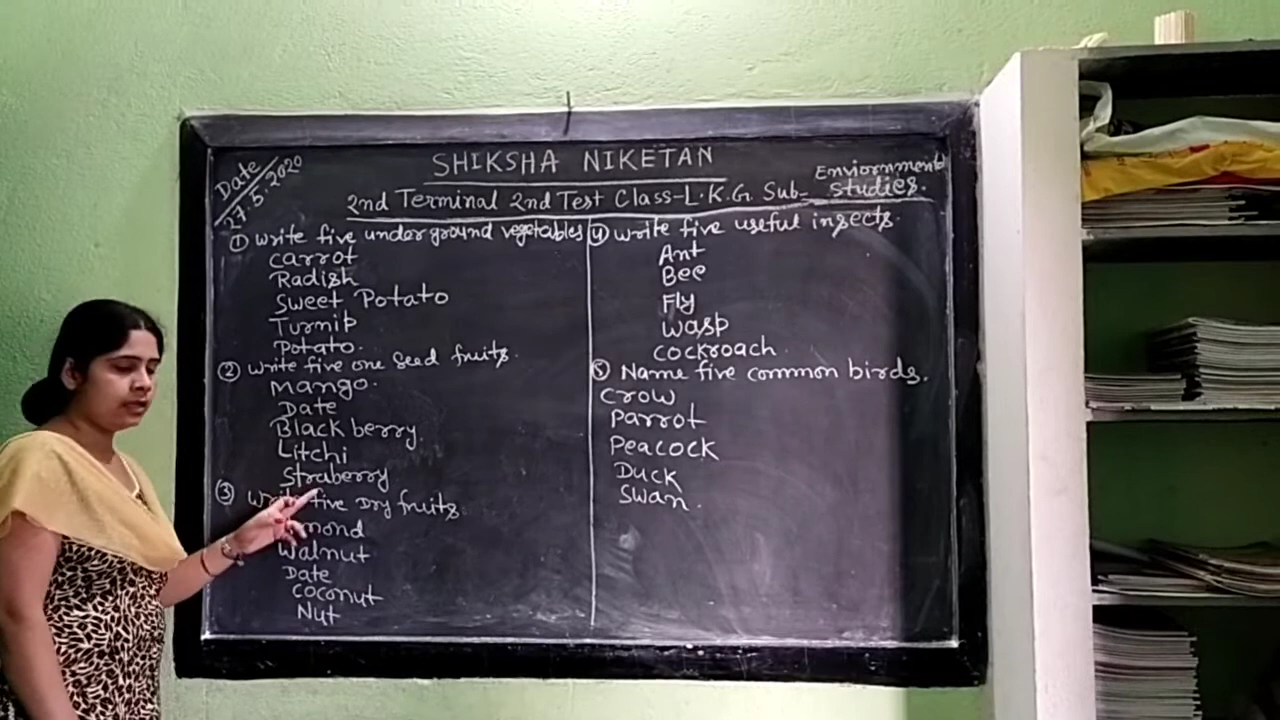 Date
27.5.2020
SHIKSHA NIKETAN
2nd Terminal 2nd Test Class-L.K.G. Sub- Enviornmental Studies.
① Write five underground vegetables
Carrot
Radish
Sweet Potato
Turnip
Potato.
② Write five one seed fruits.
Mango.
Date
Black berry.
Litchi
Straberry
③ Write five Dry fruits.
mond
Walnut
Date
Coconut
Nut
④ Write five useful insects.
Ant
Bee
Fly
Wasp
Cockroach.
⑤ Name five common birds.
Crow
Parrot
Peacock
Duck
Swan.